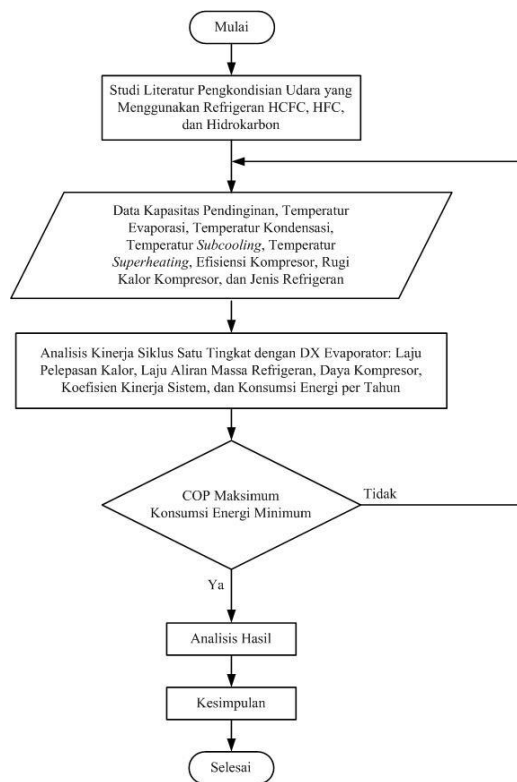 Mulai
Studi Literatur Pengkondisian Udara yang
Menggunakan Refrigeran HCFC, HFC,
dan Hidrokarbon
Data Kapasitas Pendinginan, Temperatur
Evaporasi, Temperatur Kondensasi,
Temperatur Subcooling, Temperatur
Superheating, Efisiensi Kompresor, Rugi
Kalor Kompresor, dan Jenis Refrigeran
Analisis Kinerja Siklus Satu Tingkat dengan DX Evaporator: Laju
Pelepasan Kalor, Laju Aliran Massa Refrigeran, Daya Kompresor,
Koefisien Kinerja Sistem, dan Konsumsi Energi per Tahun
COP Maksimum
Konsumsi Energi Minimum
Tidak
Ya
Analisis Hasil
Kesimpulan
Selesai